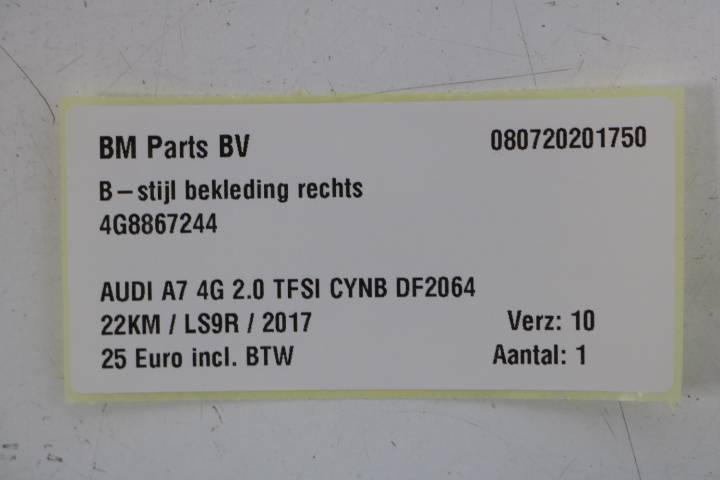 BM Parts BV 080720201750
B-stijl bekleding rechts
4G8867244
AUDI A7 4G 2.0 TFSI CYNB DF2064
22KM / LS9R / 2017 Verz: 10
25 Euro incl. BTW Aantal: 1